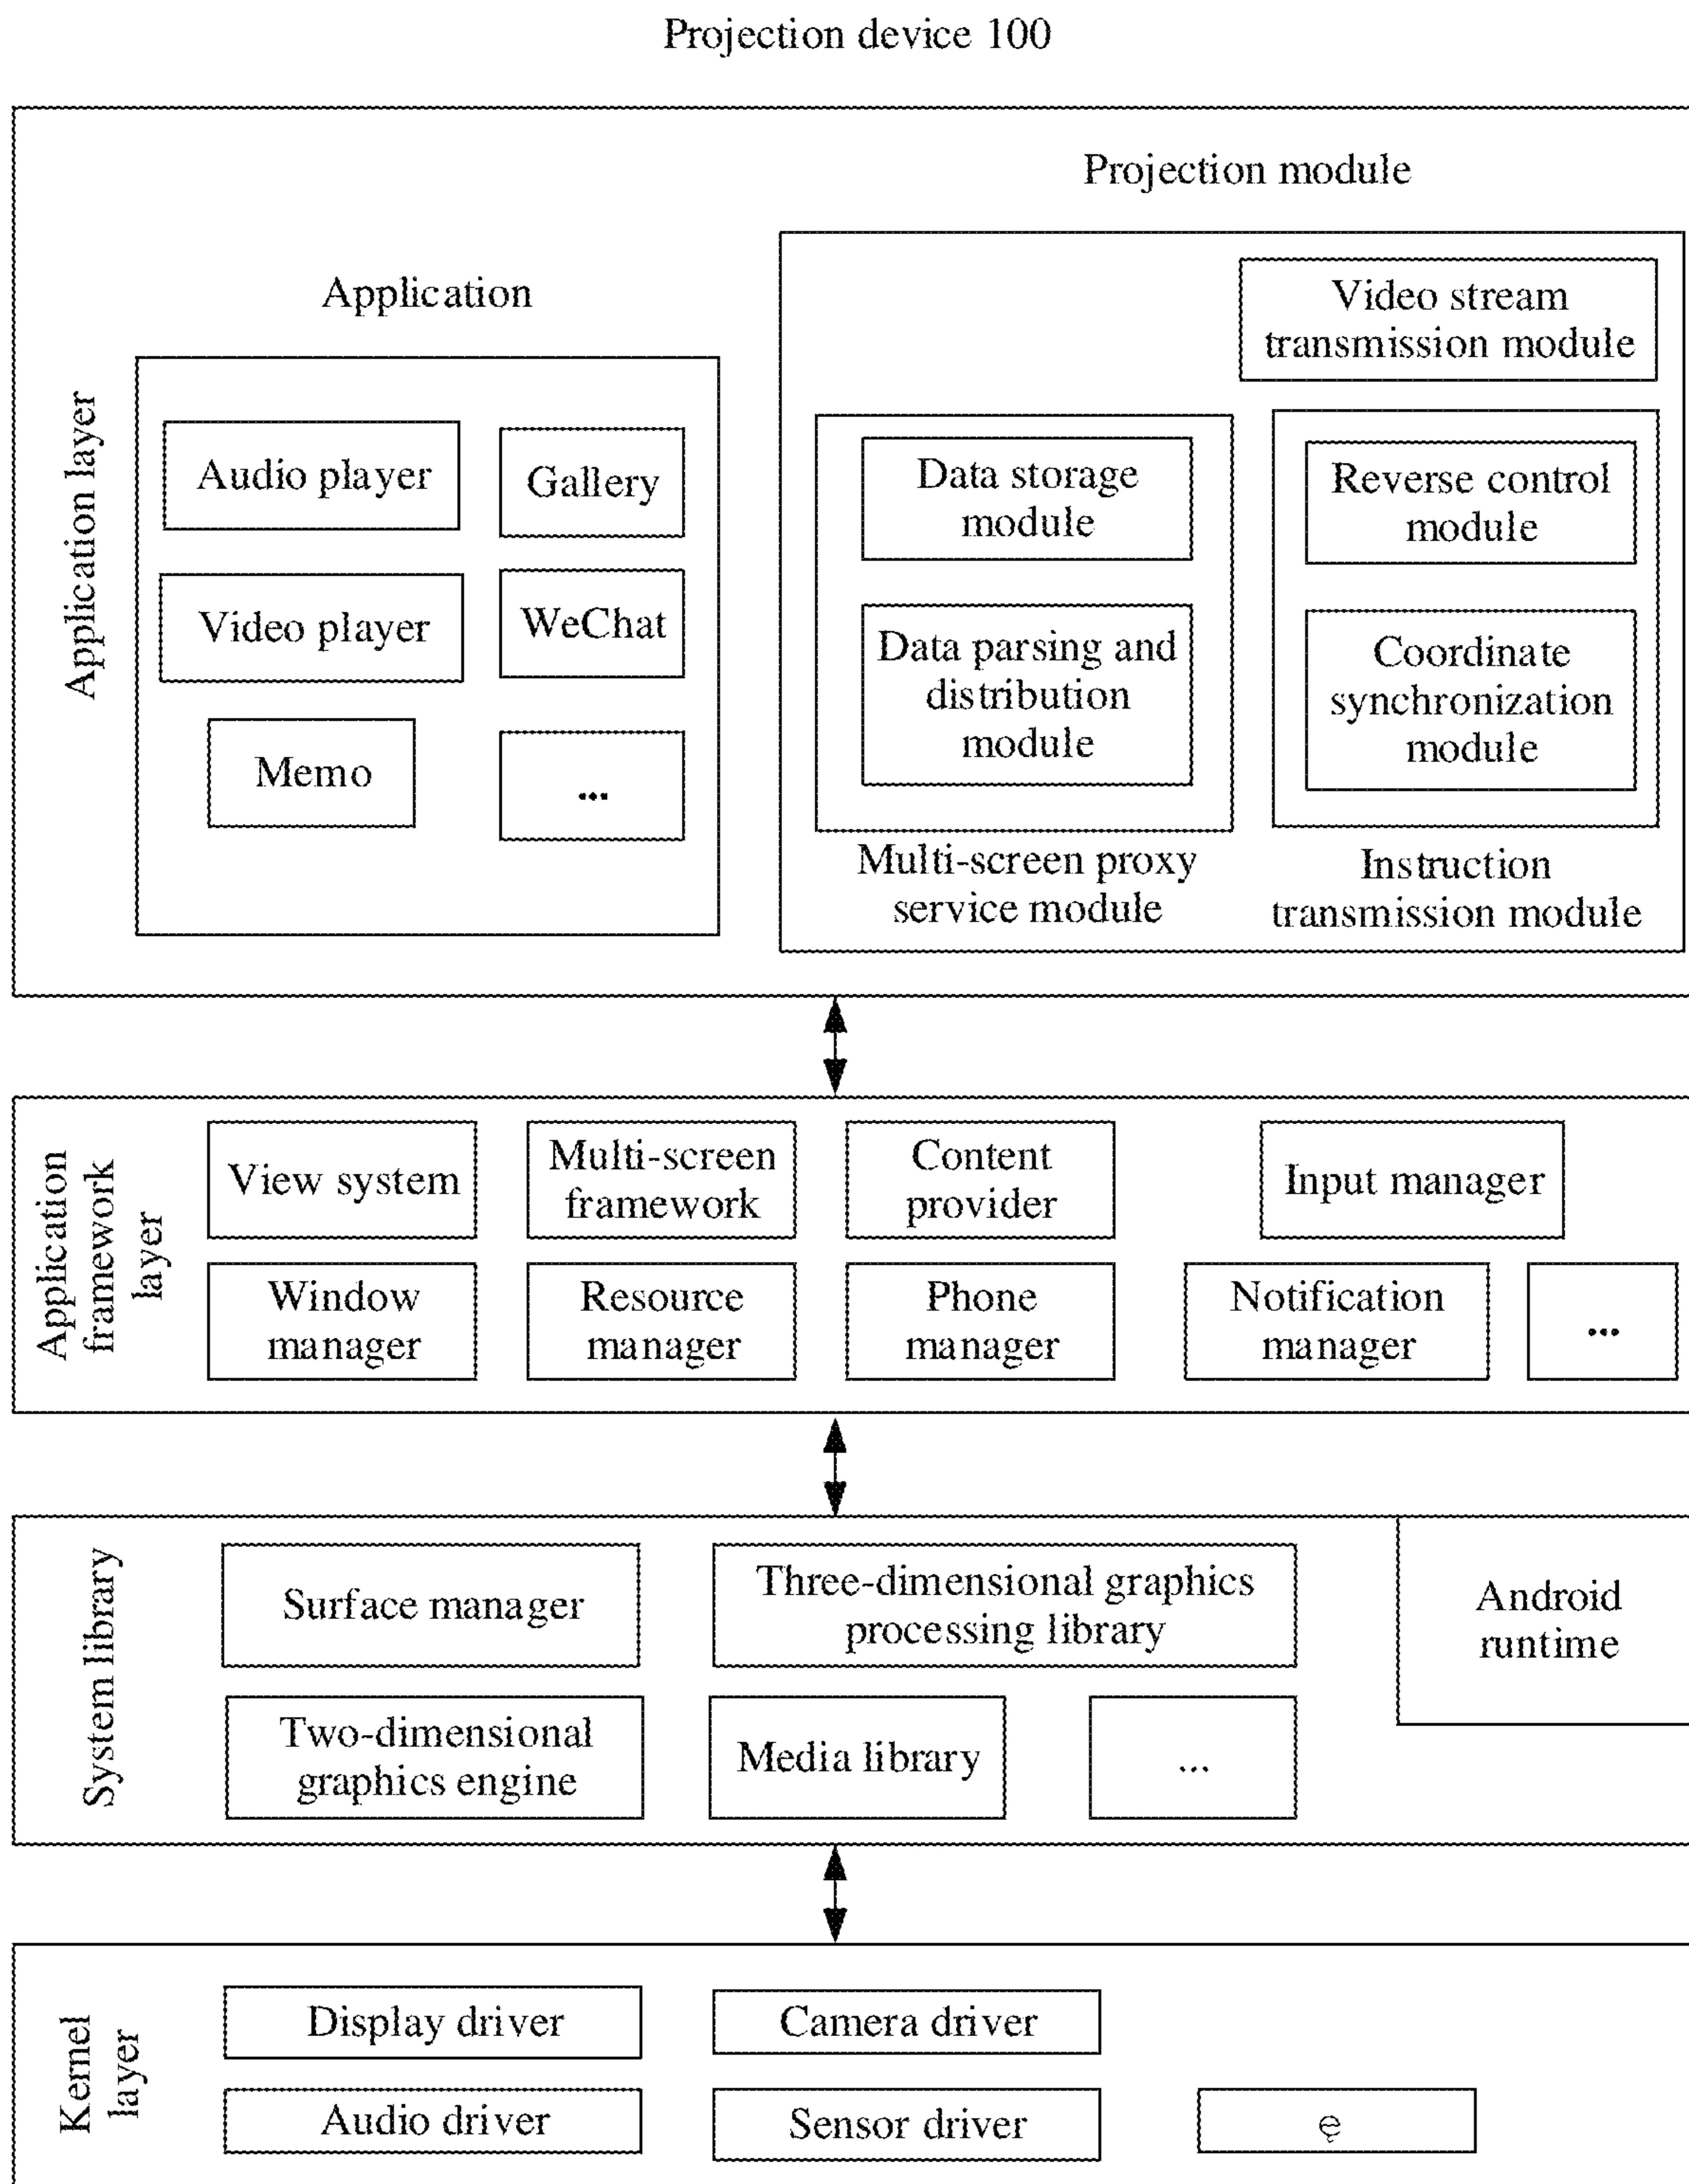 Projection device 100
Projection module
Application
Application layer
Video stream
transmission module
Audio player
Gallery
Video player
WeChat
Memo
...
Data storage
module
Data parsing and
distribution
module
Multi-screen proxy
service module
Reverse control
module
Coordinate
synchronization
module
Instruction
transmission module
Application
framework
layer
View system
Multi-screen
framework
Content
provider
Input manager
Window
manager
Resource
manager
Phone
manager
Notification
manager
...
System library
Surface manager
Three-dimensional graphics
processing library
Android
runtime
Two-dimensional
graphics engine
Media library
...
Kernel
layer
Display driver
Camera driver
Audio driver
Sensor driver